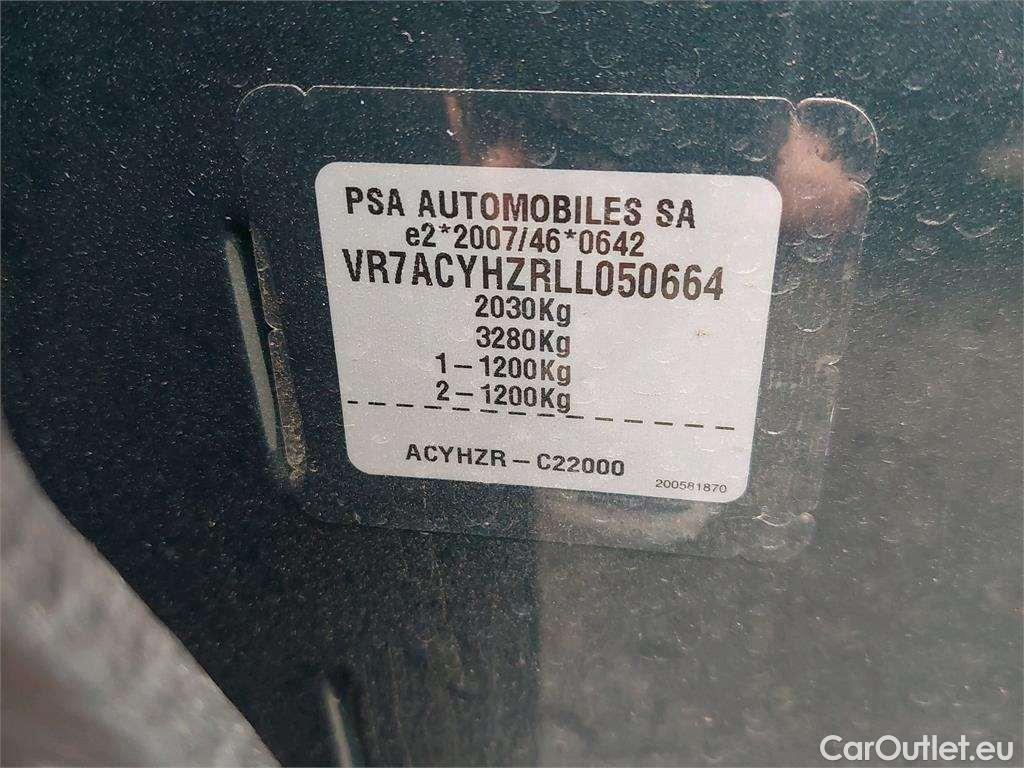 PSA AUTOMOBILES SA
e2*2007/46*0642
VR7ACYHZRLL050664
2030Kg
3280Kg
1-1200Kg
2-1200Kg
ACYHZR-C22000
200581870
CarOutlet.eu